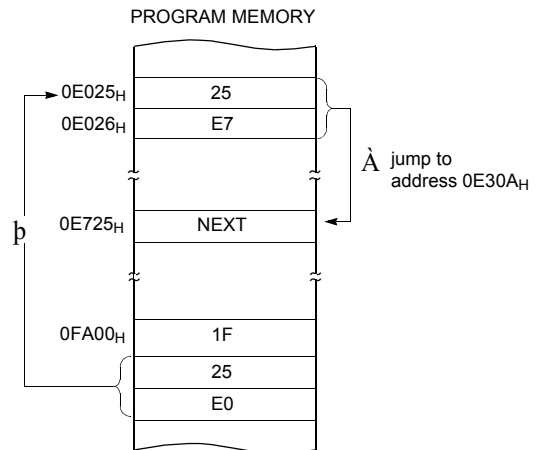 PROGRAM MEMORY
0E025H 25
0E026H E7
À jump to
address 0E30AH
0E725H NEXT
þ
0FA00H 1F
25
E0